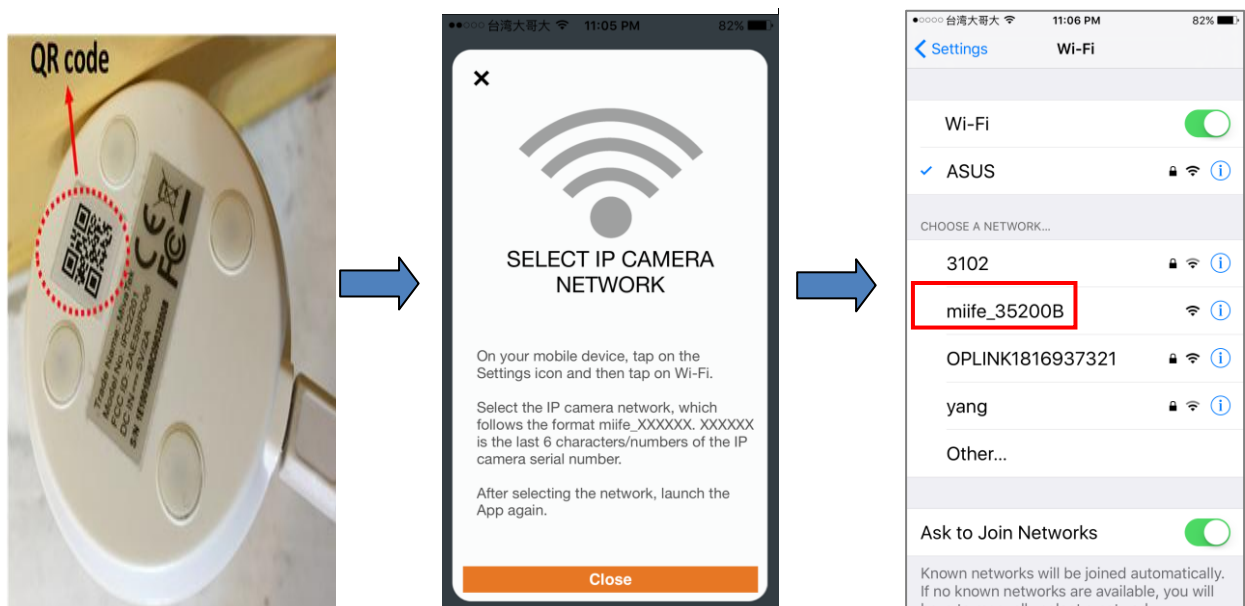 QR code
Trade Name: MivaTek
Model No: IPC2201
DC IN⎓5V/2A
CE
FC
●●○○○ 台湾大哥大 11:05 PM 82%
×
SELECT IP CAMERA
NETWORK
On your mobile device, tap on the
Settings icon and then tap on Wi-Fi.
Select the IP camera network, which
follows the format miife_XXXXXX. XXXXXX
is the last 6 characters/numbers of the IP
camera serial number.
After selecting the network, launch the
App again.
Close
●○○○○ 台湾大哥大 11:06 PM 82%
Settings Wi-Fi
Wi-Fi
ASUS
CHOOSE A NETWORK...
3102
miife_35200B
OPLINK1816937321
yang
Other...
Ask to Join Networks
Known networks will be joined automatically.
If no known networks are available, you will